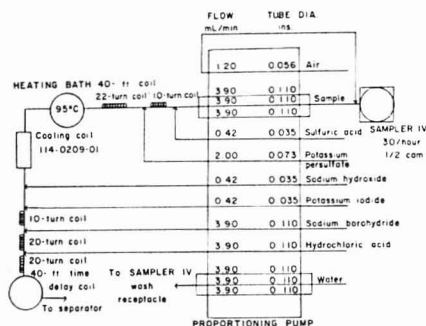 FLOW TUBE DIA.
mL/min ins.
1.20 0.056 Air
3.90 0.110
3.90 0.110 Sample
3.90 0.110
0.42 0.035 Sulfuric acid
2.00 0.073 Potassium persulfate
0.42 0.035 Sodium hydroxide
0.42 0.035 Potassium iodide
3.90 0.110 Sodium borohydride
3.90 0.110 Hydrochloric acid
3.90 0.110
3.90 0.110 Water
3.90 0.110
PROPORTIONING PUMP
SAMPLER IV
30/hour
1/2 cam
HEATING BATH 40-ft coil
22-turn coil 10-turn coil
95°C
Cooling coil
114-0209-01
10-turn coil
20-turn coil
20-turn coil
40-ft time
delay coil
To separator
To SAMPLER IV
wash
receptacle